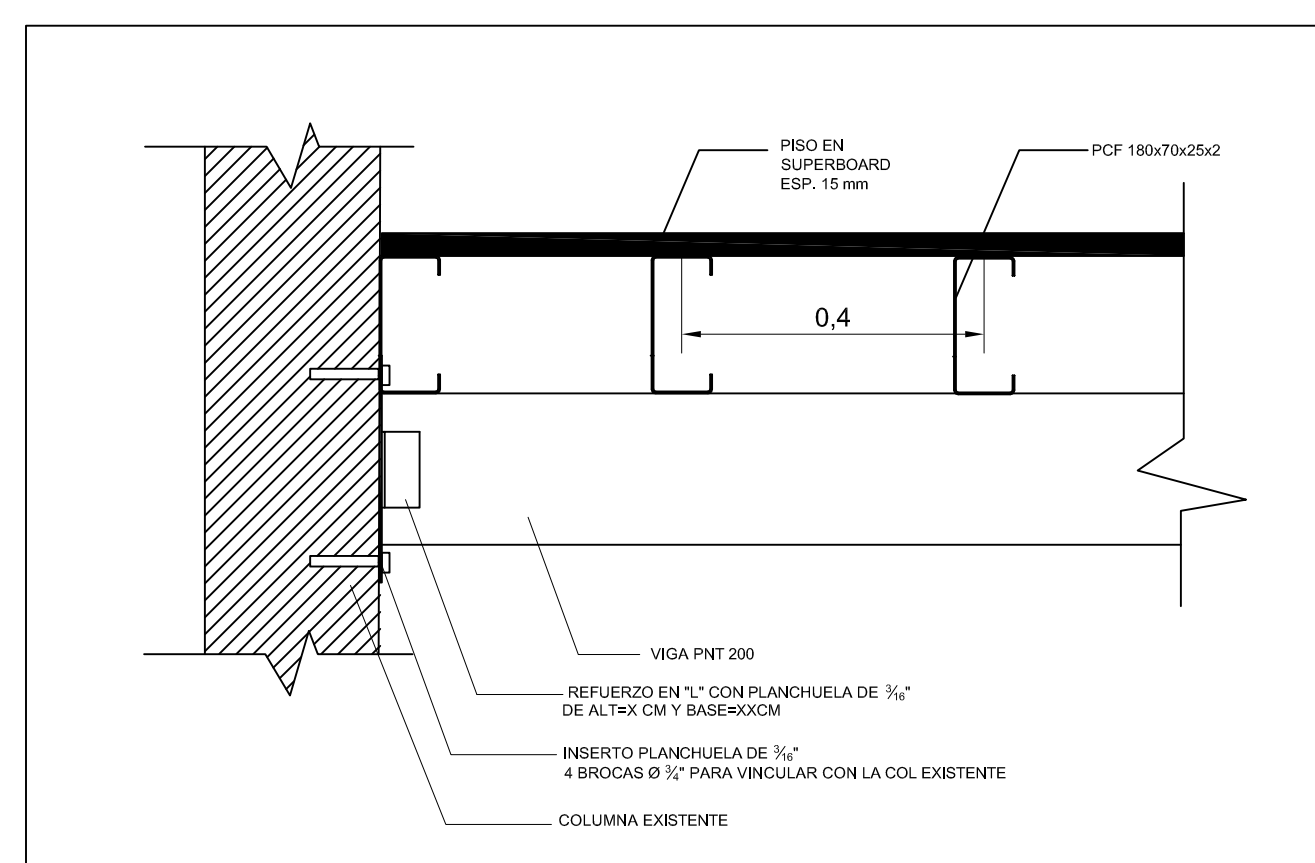 PISO EN
SUPERBOARD
ESP. 15 mm
PCF 180x70x25x2
0,4
VIGA PNT 200
REFUERZO EN "L" CON PLANCHUELA DE 3/16"
DE ALT=X CM Y BASE=XXCM
INSERTO PLANCHUELA DE 3/16"
4 BROCAS Ø 3/4" PARA VINCULAR CON LA COL EXISTENTE
COLUMNA EXISTENTE